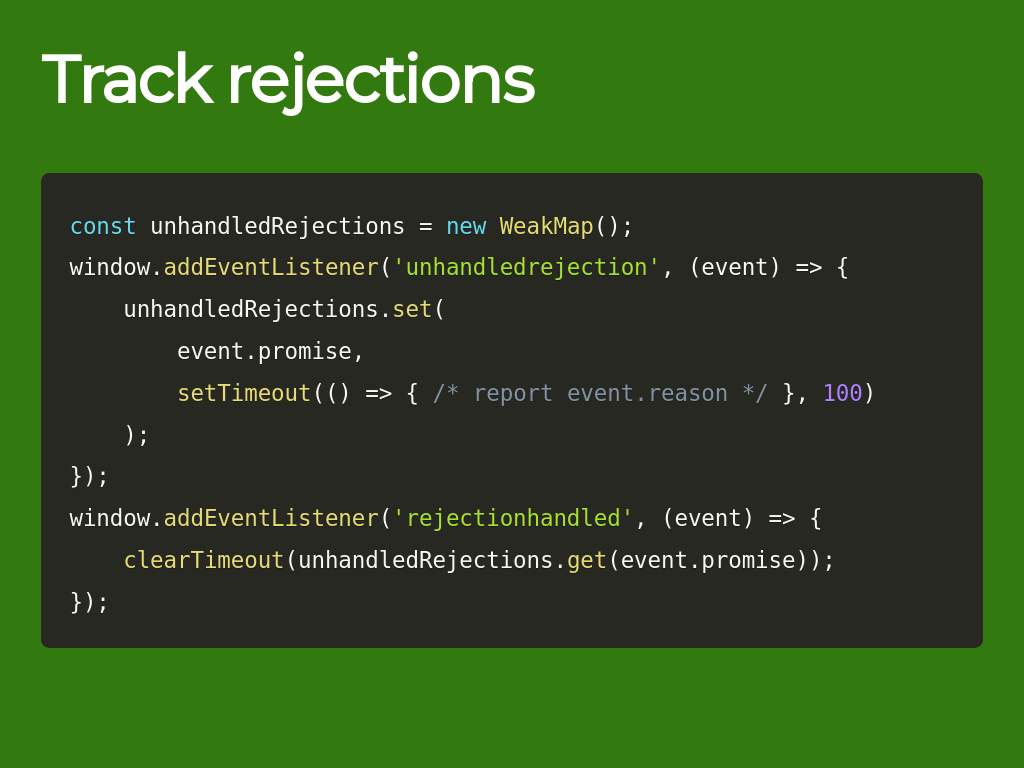 Track rejections
const unhandledRejections = new WeakMap();
window.addEventListener('unhandledrejection', (event) => {
    unhandledRejections.set(
        event.promise,
        setTimeout(() => { /* report event.reason */ }, 100)
    );
});
window.addEventListener('rejectionhandled', (event) => {
    clearTimeout(unhandledRejections.get(event.promise));
});